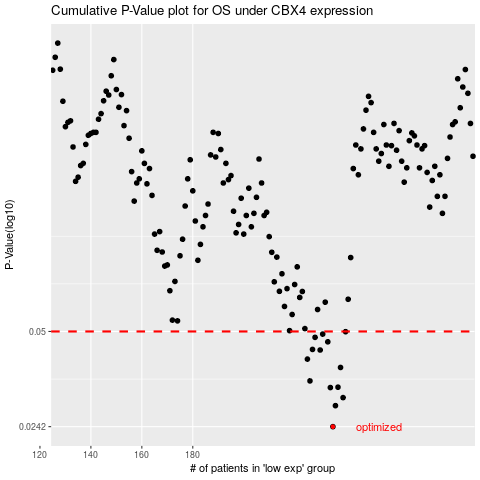 Cumulative P-Value plot for OS under CBX4 expression
P-Value(log10)
0.05
0.0242
optimized
120 140 160 180
# of patients in 'low exp' group